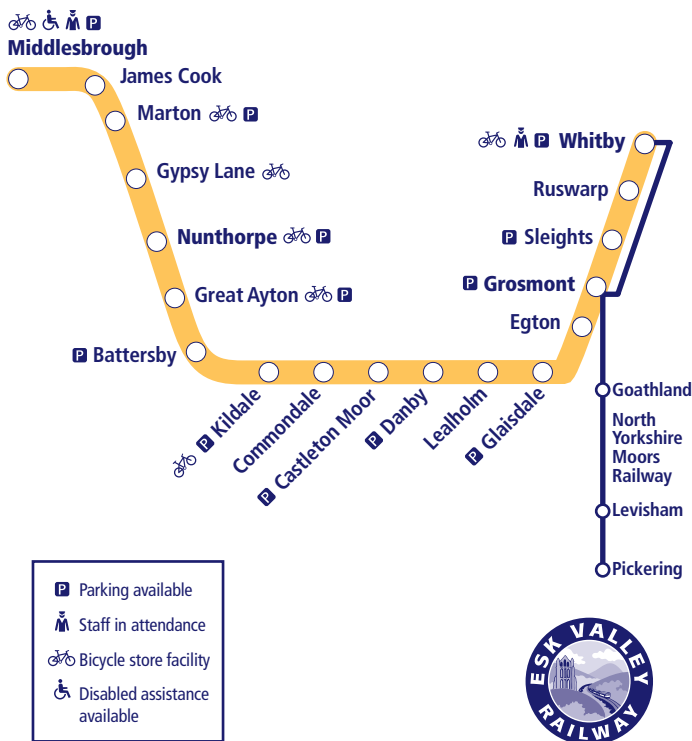 Middlesbrough
James Cook
Marton
Gypsy Lane
Nunthorpe
Great Ayton
Battersby
Kildale
Commondale
Castleton Moor
Danby
Lealholm
Glaisdale
Egton
Grosmont
Sleights
Ruswarp
Whitby
Goathland
North
Yorkshire
Moors
Railway
Levisham
Pickering
P Parking available
Staff in attendance
Bicycle store facility
Disabled assistance
available
ESK VALLEY
RAILWAY